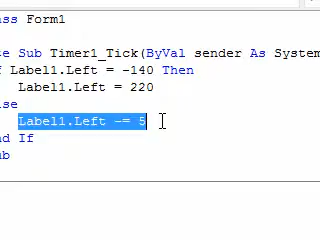 ass Form1
te Sub Timer1_Tick(ByVal sender As System
f Label1.Left = -140 Then
Label1.Left = 220
lse
Label1.Left -= 5
nd If
ub